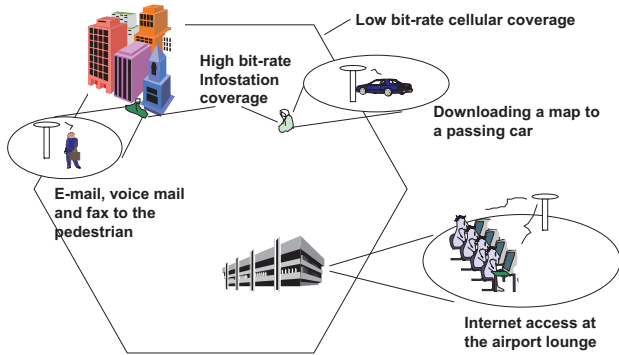 Low bit-rate cellular coverage
High bit-rate
Infostation
coverage
Downloading a map to
a passing car
E-mail, voice mail
and fax to the
pedestrian
Internet access at
the airport lounge